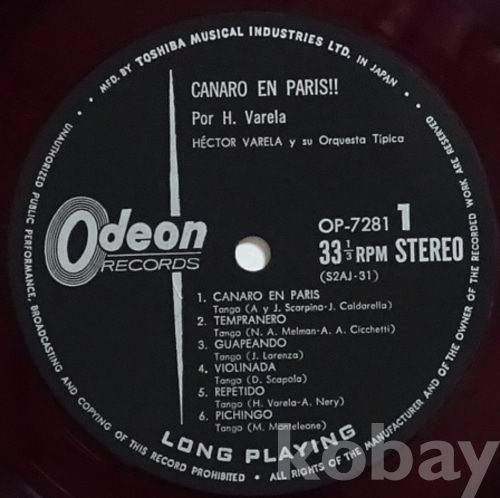 MFD. BY TOSHIBA MUSICAL INDUSTRIES LTD. IN JAPAN •
CANARO EN PARIS!!
Por H. Varela
HÉCTOR VARELA y su Orquesta Típica
Odeon
RECORDS
OP-7281 1
33 1/3 RPM STEREO
(S2AJ-31)
1. CANARO EN PARIS
Tango (A y J. Scarpino-J. Caldarella)
2. TEMPRANERO
Tango (N. A. Melman-A. A. Cicchetti)
3. GUAPEANDO
Tango (J. Larenza)
4. VIOLINADA
Tango (D. Scapola)
5. REPETIDO
Tango (H. Varela-A. Nery)
6. PICHINGO
Tango (M. Monteleone)
LONG PLAYING
UNAUTHORIZED PUBLIC PERFORMANCE, BROADCASTING AND COPYING OF THIS RECORD PROHIBITED • ALL RIGHTS OF THE MANUFACTURER AND OF THE OWNER OF THE RECORDED WORK ARE RESERVED
kobay